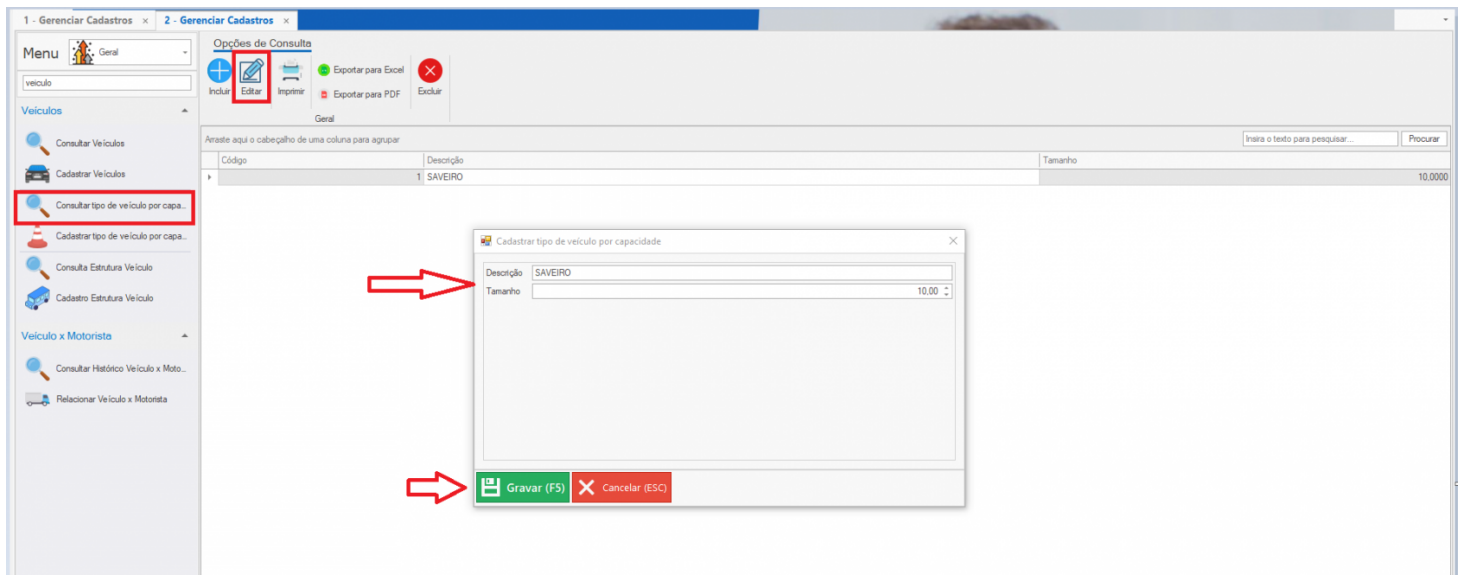 1 - Gerenciar Cadastros × 2 - Gerenciar Cadastros ×
Menu Geral
veiculo
Veículos
Consultar Veículos
Cadastrar Veículos
Consultar tipo de veículo por capa...
Cadastrar tipo de veículo por capa...
Consulta Estrutura Veículo
Cadastro Estrutura Veículo
Veículo x Motorista
Consultar Histórico Veículo x Moto...
Relacionar Veículo x Motorista
Opções de Consulta
Incluir Editar Imprimir Exportar para Excel Exportar para PDF Excluir
Geral
Arraste aqui o cabeçalho de uma coluna para agrupar
Insira o texto para pesquisar... Procurar
Código Descrição Tamanho
1 SAVEIRO 10,0000
Cadastrar tipo de veículo por capacidade
Descrição SAVEIRO
Tamanho 10,00
Gravar (F5) Cancelar (ESC)